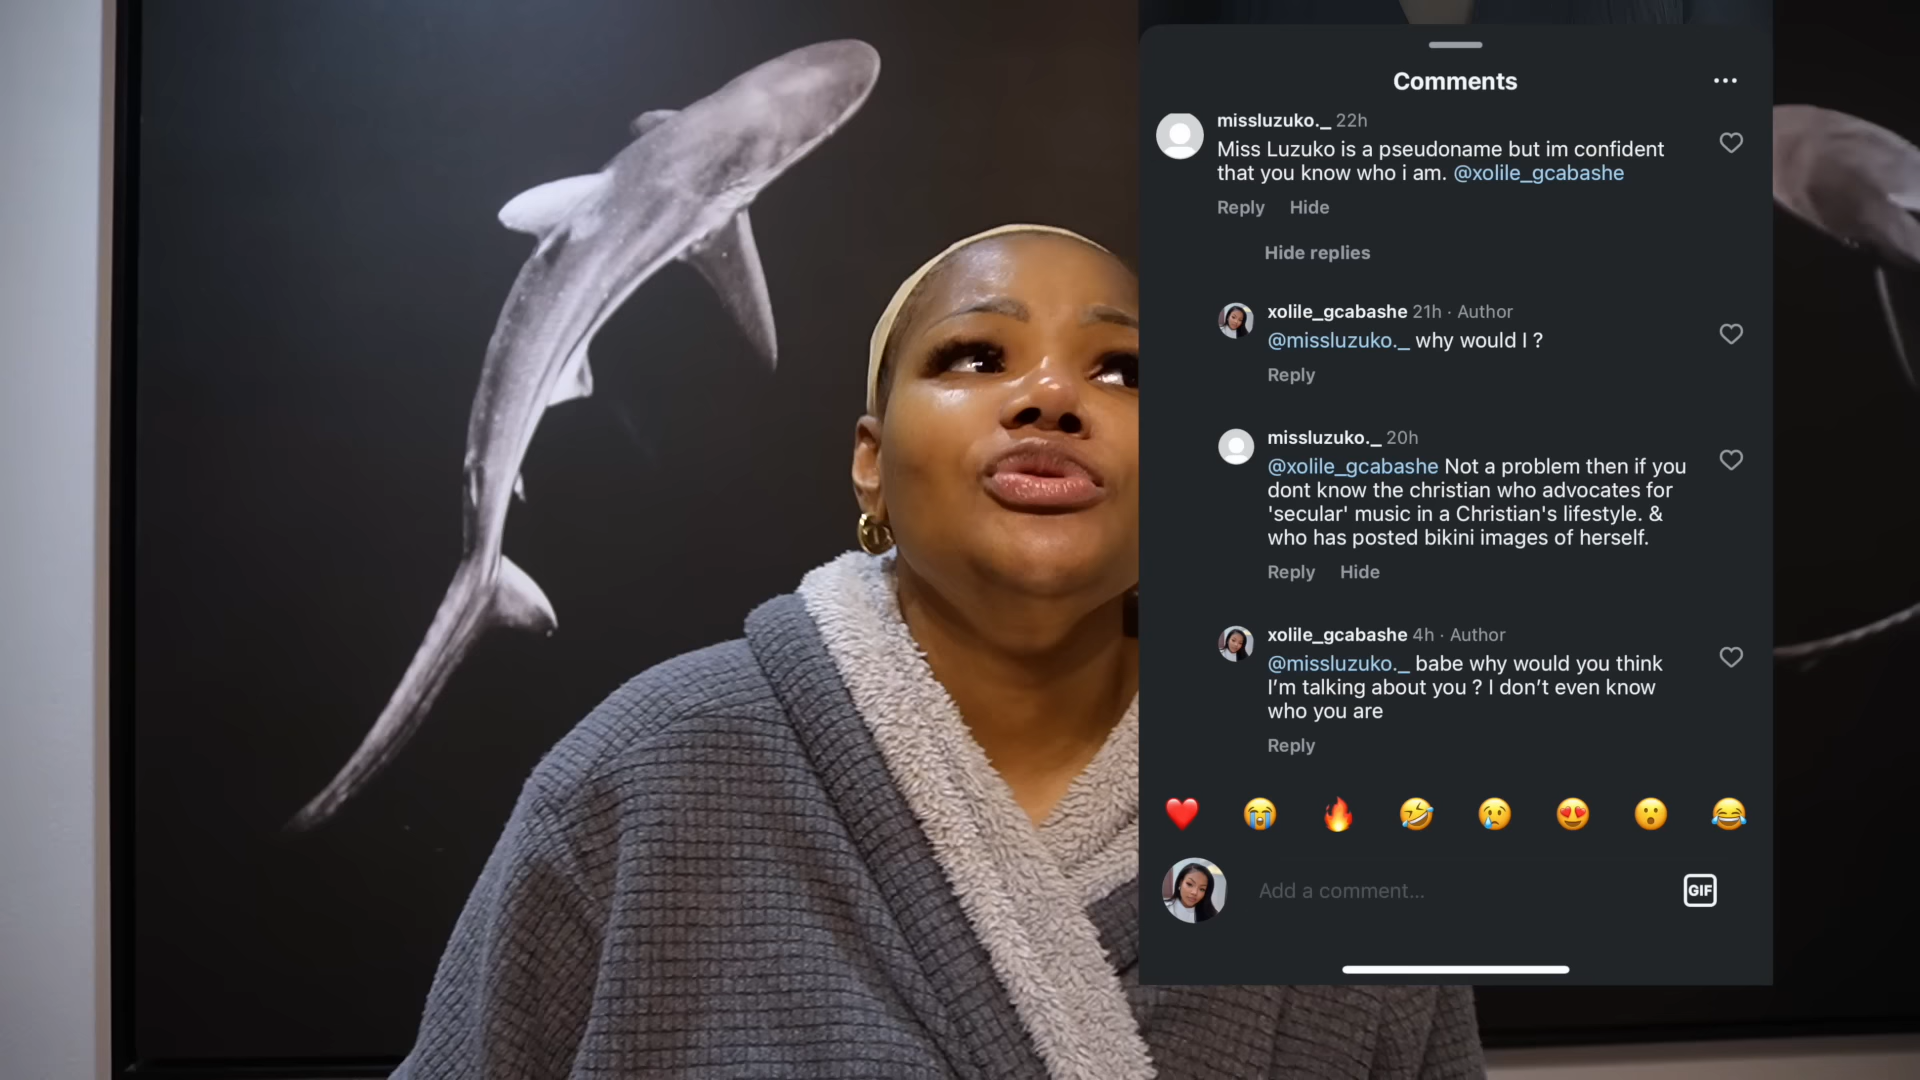 Comments
missluzuko._ 22h
Miss Luzuko is a pseudoname but im confident
that you know who i am. @xolile_gcabashe
Reply Hide
Hide replies
xolile_gcabashe 21h · Author
@missluzuko._ why would I ?
Reply
missluzuko._ 20h
@xolile_gcabashe Not a problem then if you
dont know the christian who advocates for
'secular' music in a Christian's lifestyle. &
who has posted bikini images of herself.
Reply Hide
xolile_gcabashe 4h · Author
@missluzuko._ babe why would you think
I’m talking about you ? I don’t even know
who you are
Reply
Add a comment...
GIF